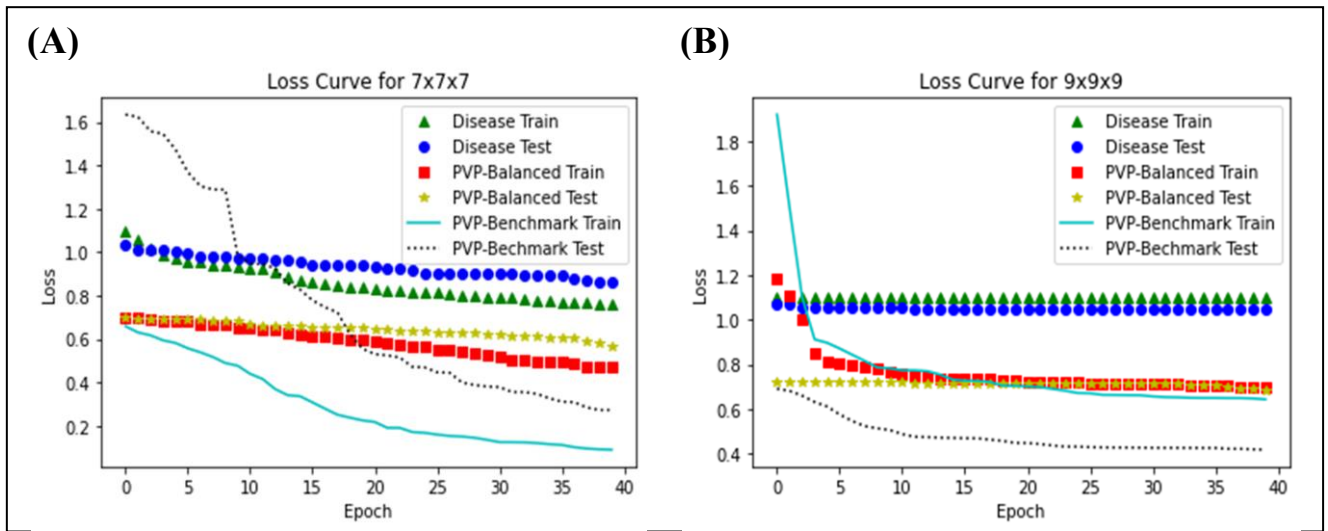 (A)
Loss Curve for 7x7x7
Disease Train
Disease Test
PVP-Balanced Train
PVP-Balanced Test
PVP-Benchmark Train
PVP-Bechmark Test
1.6
1.4
1.2
1.0
0.8
0.6
0.4
0.2
Loss
0 5 10 15 20 25 30 35 40
Epoch
(B)
Loss Curve for 9x9x9
Disease Train
Disease Test
PVP-Balanced Train
PVP-Balanced Test
PVP-Benchmark Train
PVP-Bechmark Test
1.8
1.6
1.4
1.2
1.0
0.8
0.6
0.4
Loss
0 5 10 15 20 25 30 35 40
Epoch